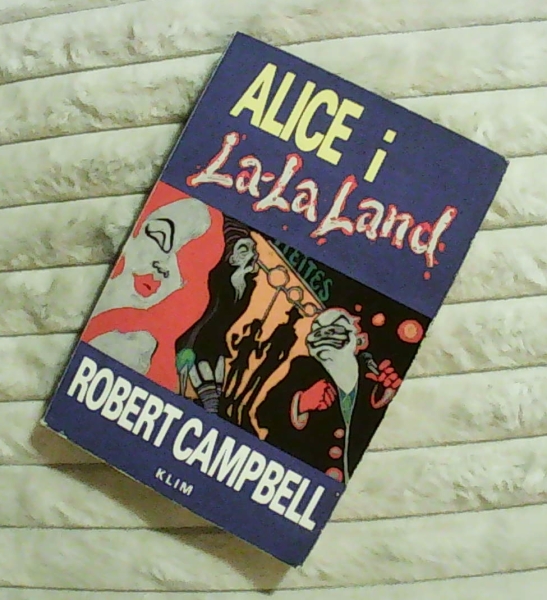 ALICE i
La-La Land
ROBERT CAMPBELL
KLIM